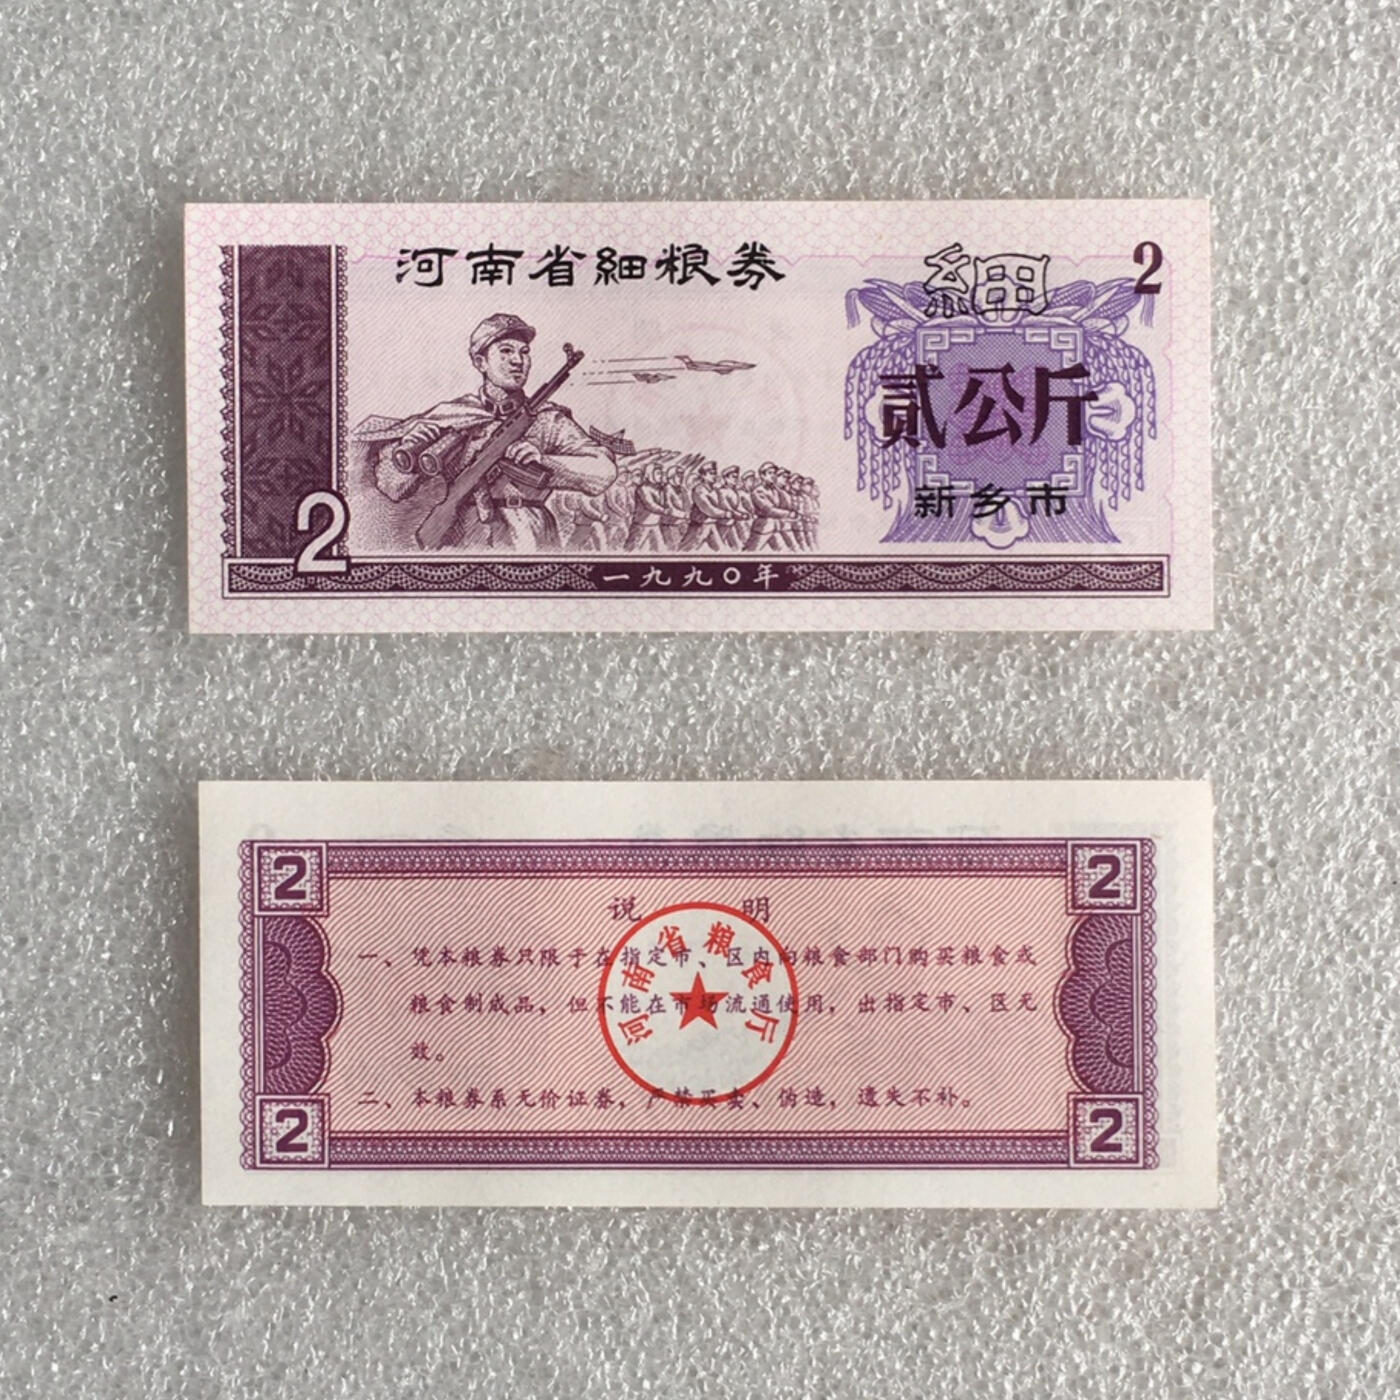 河南省細粮券
細
2
贰公斤
新乡市
2
一九九〇年
2
2
说 明
一、凭本粮券只限于在指定市、区内向粮食部门购买粮食或
粮食制成品，但不能在市场流通使用，出指定市、区无
效。
二、本粮券系无价证券，严禁买卖、伪造，遗失不补。
河南省粮食厅
2
2